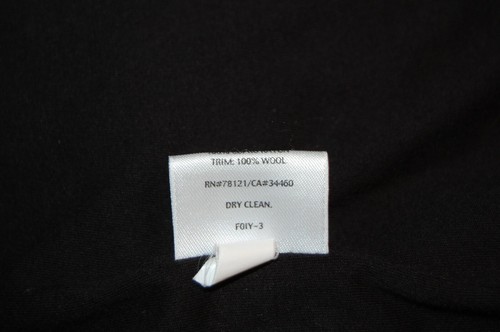 TRIM: 100% WOOL
RN#78121/CA#34460
DRY CLEAN.
F0IY-3